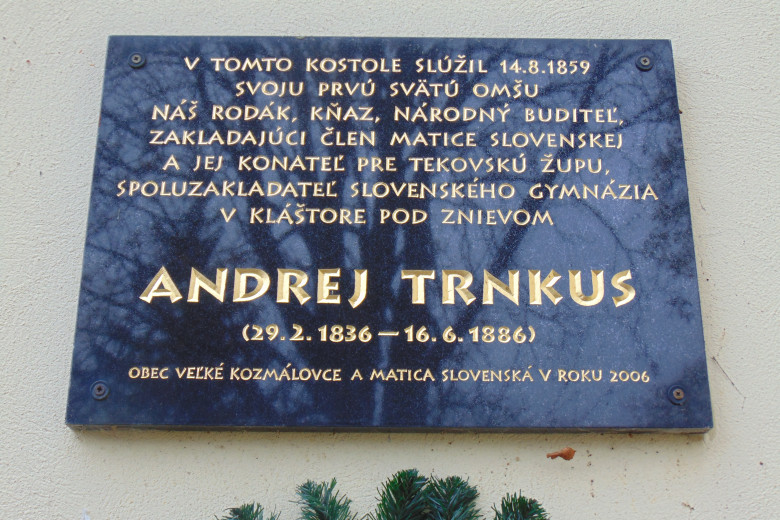 V TOMTO KOSTOLE SLÚŽIL 14.8.1859
SVOJU PRVÚ SVÄTÚ OMŠU
NÁŠ RODÁK, KŇAZ, NÁRODNÝ BUDITEĽ,
ZAKLADAJÚCI ČLEN MATICE SLOVENSKEJ
A JEJ KONATEĽ PRE TEKOVSKÚ ŽUPU,
SPOLUZAKLADATEĽ SLOVENSKÉHO GYMNÁZIA
V KLÁŠTORE POD ZNIEVOM
ANDREJ TRNKUS
(29.2.1836 — 16.6.1886)
OBEC VEĽKÉ KOZMÁLOVCE A MATICA SLOVENSKÁ V ROKU 2006